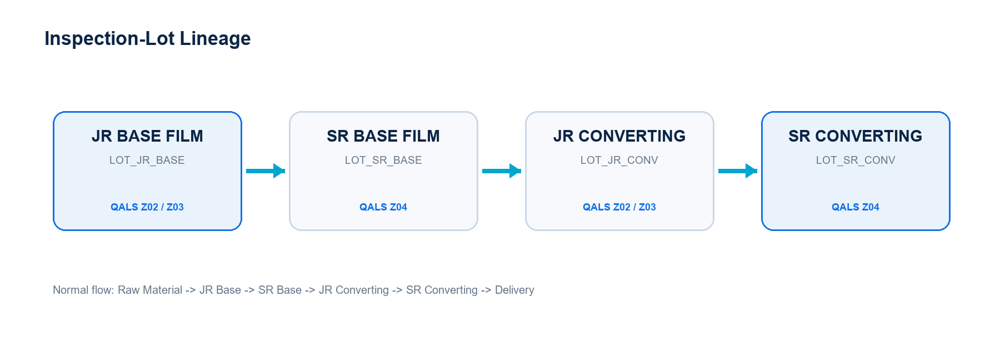 Inspection-Lot Lineage
JR BASE FILM
LOT_JR_BASE
QALS Z02 / Z03
SR BASE FILM
LOT_SR_BASE
QALS Z04
JR CONVERTING
LOT_JR_CONV
QALS Z02 / Z03
SR CONVERTING
LOT_SR_CONV
QALS Z04
Normal flow: Raw Material -> JR Base -> SR Base -> JR Converting -> SR Converting -> Delivery